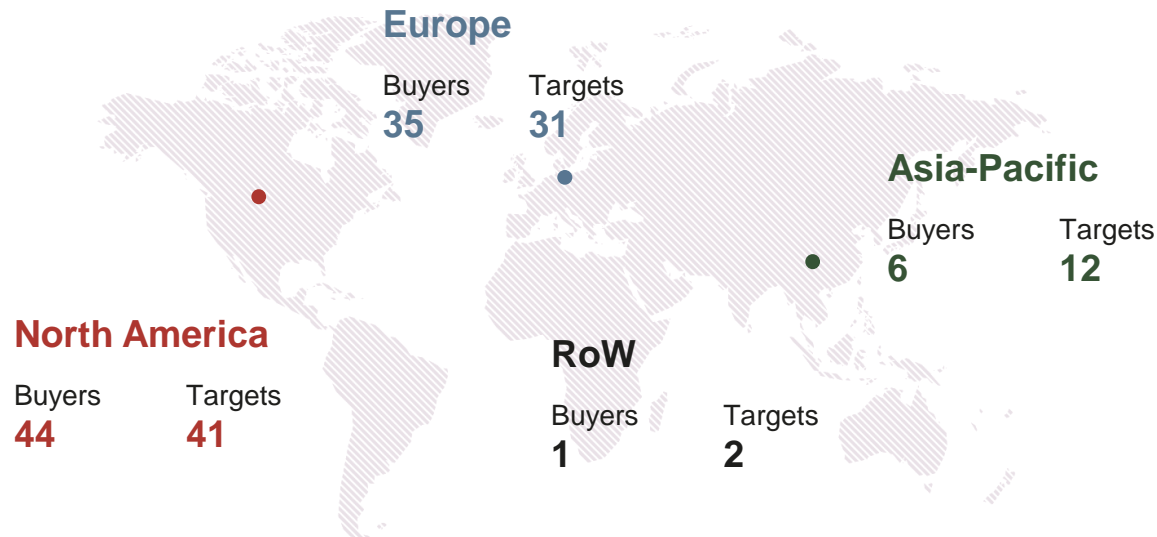 Europe
Buyers Targets
35 31
Asia-Pacific
Buyers Targets
6 12
North America
Buyers Targets
44 41
RoW
Buyers Targets
1 2